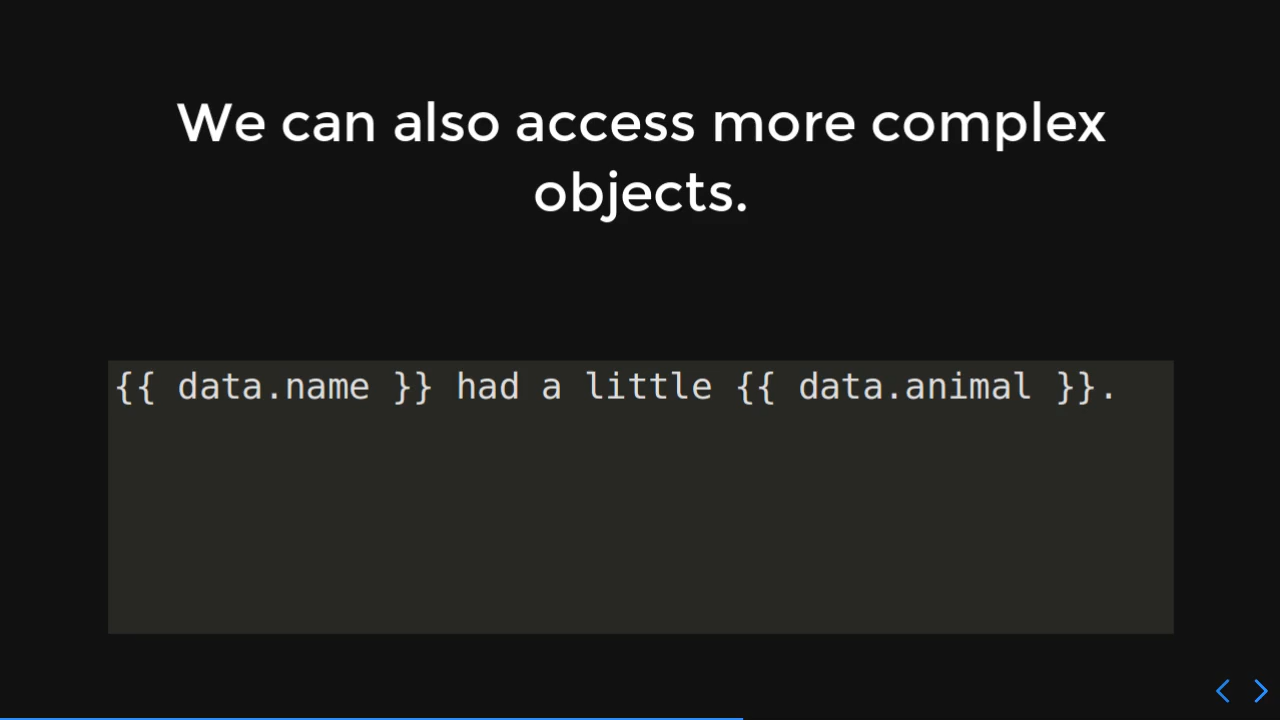 We can also access more complex
objects.
{{ data.name }} had a little {{ data.animal }}.